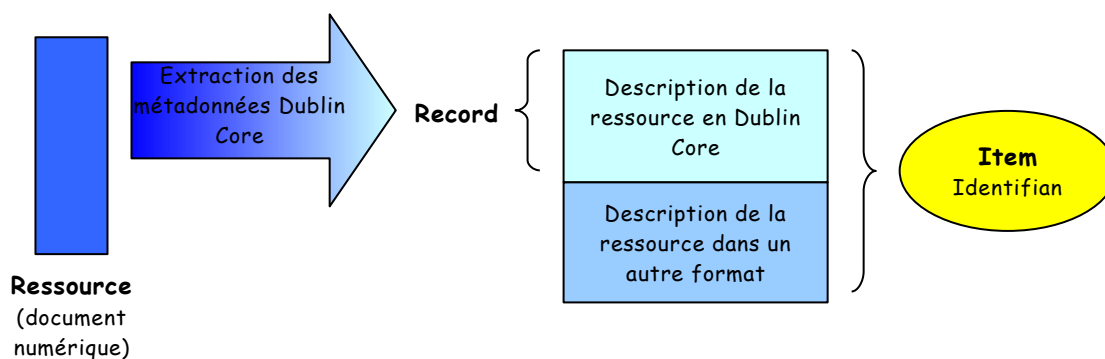 Extraction des
métadonnées Dublin
Core
Ressource
(document
numérique)
Record
Description de la
ressource en Dublin
Core
Description de la
ressource dans un
autre format
Item
Identifian